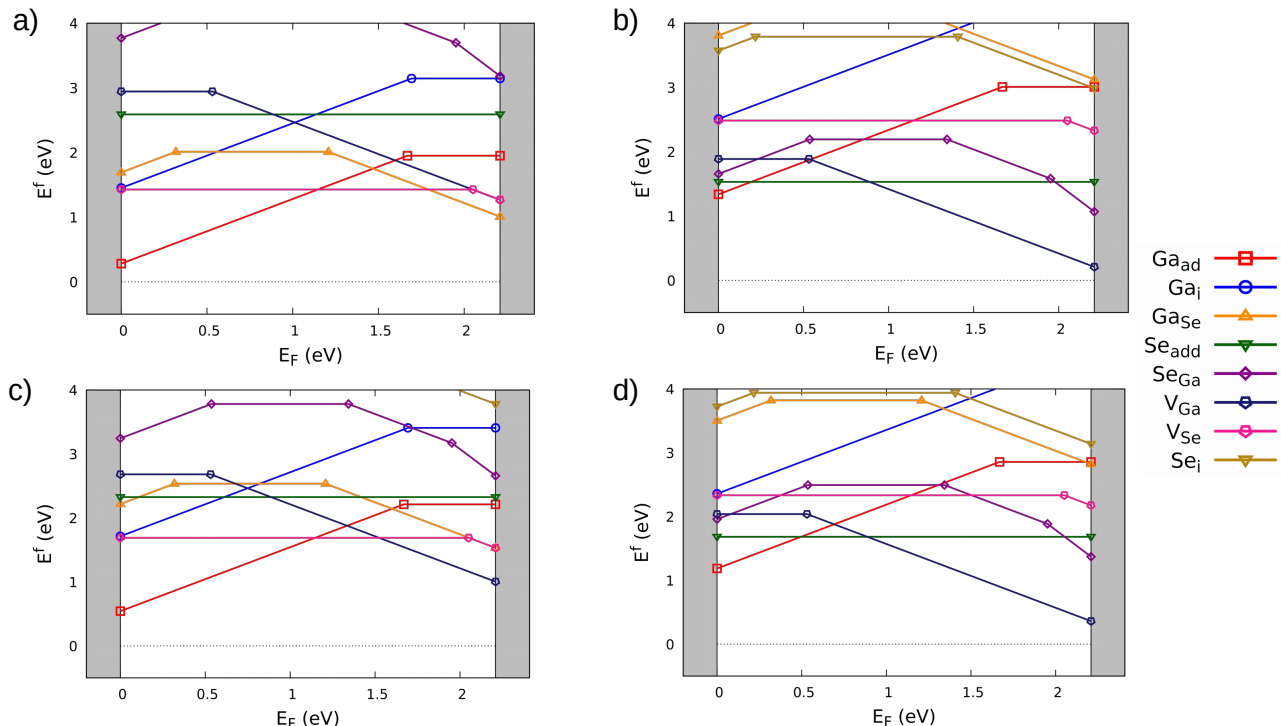 a)
4
3
2
1
0
E^f (eV)
0 0.5 1 1.5 2
E_F (eV)
b)
4
3
2
1
0
E^f (eV)
0 0.5 1 1.5 2
E_F (eV)
Ga_ad
Ga_i
Ga_Se
Se_add
Se_Ga
V_Ga
V_Se
Se_i
c)
4
3
2
1
0
E^f (eV)
0 0.5 1 1.5 2
E_F (eV)
d)
4
3
2
1
0
E^f (eV)
0 0.5 1 1.5 2
E_F (eV)